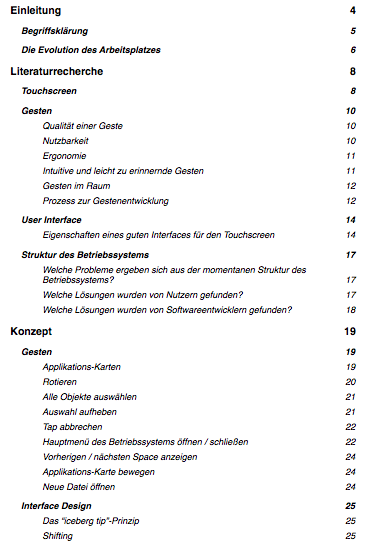 Einleitung 4
Begriffsklärung 5
Die Evolution des Arbeitsplatzes 6
Literaturrecherche 8
Touchscreen 8
Gesten 10
Qualität einer Geste 10
Nutzbarkeit 10
Ergonomie 11
Intuitive und leicht zu erinnernde Gesten 11
Gesten im Raum 12
Prozess zur Gestenentwicklung 12
User Interface 14
Eigenschaften eines guten Interfaces für den Touchscreen 14
Struktur des Betriebssystems 17
Welche Probleme ergeben sich aus der momentanen Struktur des
Betriebssystems? 17
Welche Lösungen wurden von Nutzern gefunden? 17
Welche Lösungen wurden von Softwareentwicklern gefunden? 18
Konzept 19
Gesten 19
Applikations-Karten 19
Rotieren 20
Alle Objekte auswählen 21
Auswahl aufheben 21
Tap abbrechen 22
Hauptmenü des Betriebssystems öffnen / schließen 22
Vorherigen / nächsten Space anzeigen 24
Applikations-Karte bewegen 24
Neue Datei öffnen 24
Interface Design 25
Das "iceberg tip"-Prinzip 25
Shifting 25